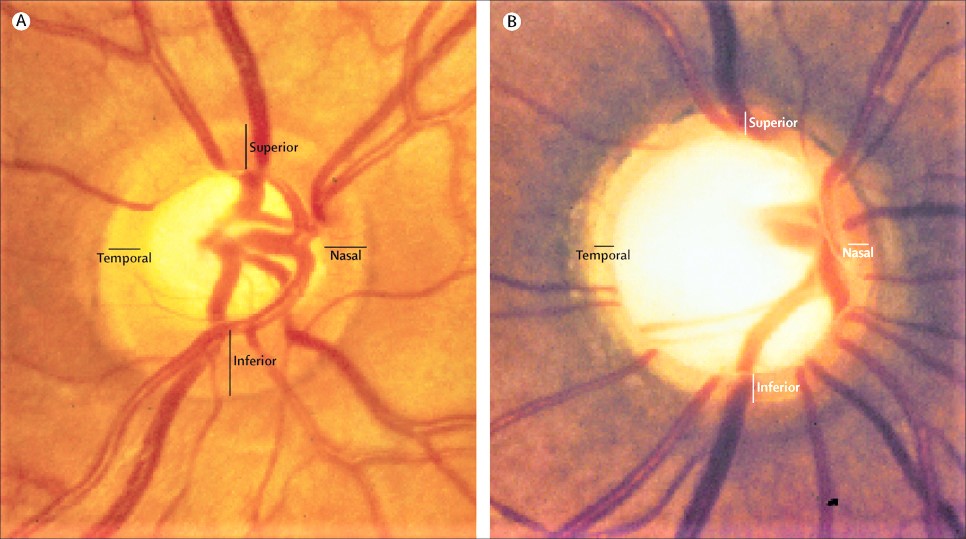 A
Superior
Temporal
Nasal
Inferior
B
Superior
Temporal
Nasal
Inferior